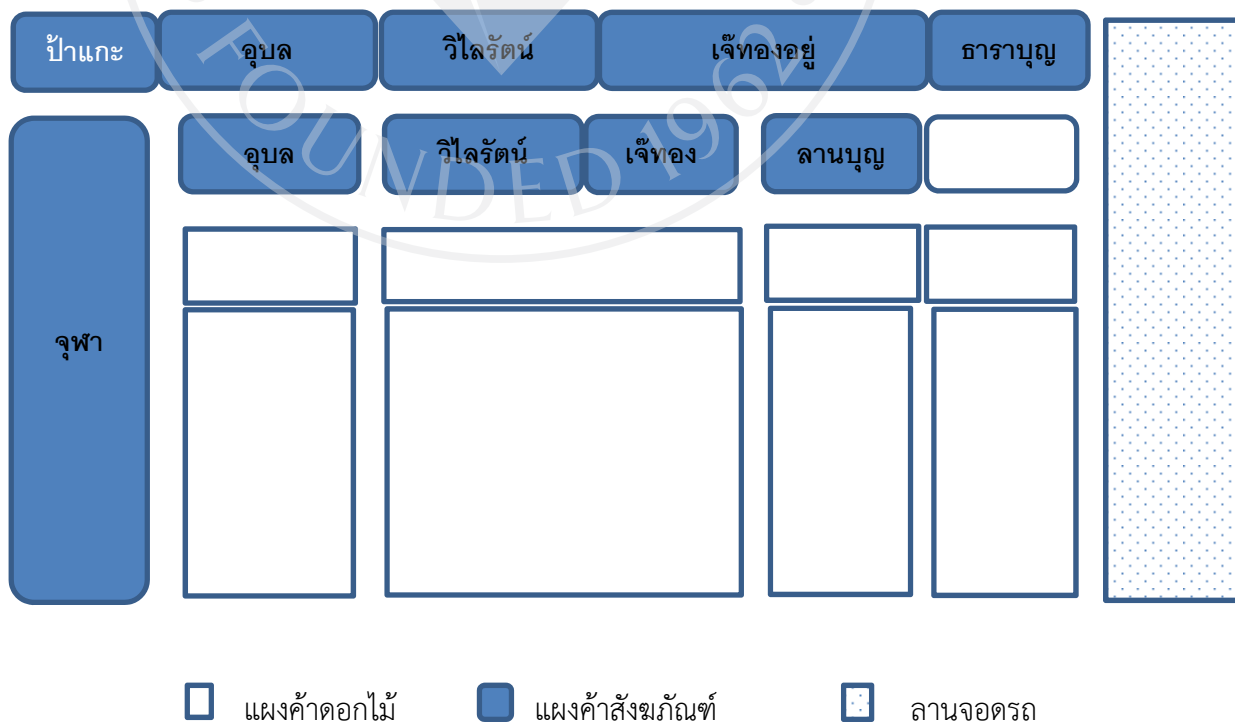 ป้าแกะ อุบล วิไลรัตน์ เจ๊ทองอยู่ ธาราบุญ
อุบล วิไลรัตน์ เจ๊ทอง ลานบุญ
จุฬา
แผงค้าดอกไม้ แผงค้าสังฆภัณฑ์ ลานจอดรถ
FOUNDED 1962